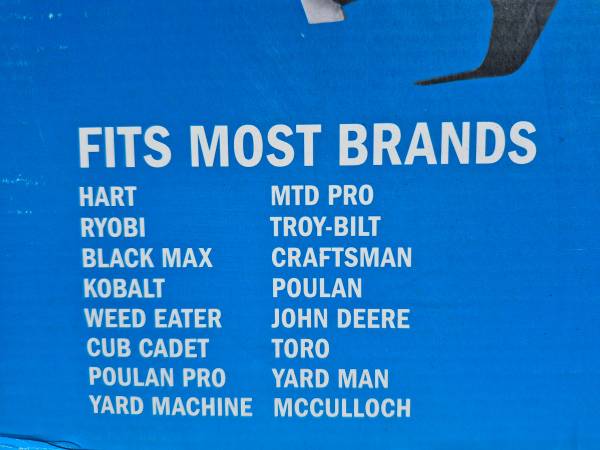 FITS MOST BRANDS
HART
RYOBI
BLACK MAX
KOBALT
WEED EATER
CUB CADET
POULAN PRO
YARD MACHINE
MTD PRO
TROY-BILT
CRAFTSMAN
POULAN
JOHN DEERE
TORO
YARD MAN
MCCULLOCH